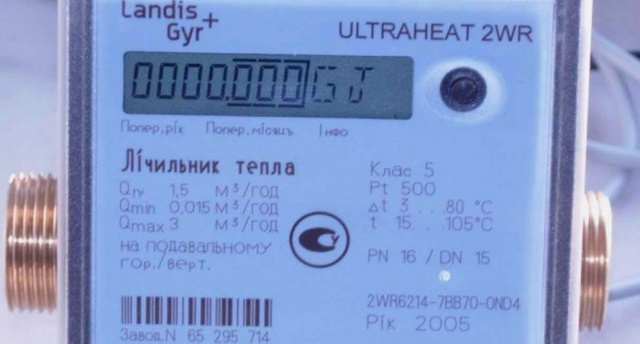 Landis
Gyr+
ULTRAHEAT 2WR
0000.000 GJ
Попер.рік Попер.місяць Інфо
Лічильник тепла
Qn 1,5 м³/год
Qmin 0,015 м³/год
Qmax 3 м³/год
на подавальному
гор./верт.
Клас 5
Pt 500
Δt 3 ...80 °C
t 15 ...105°C
PN 16 / DN 15
2WR6214-7BB70-0ND4
Рік 2005
Завод.N 65 295 714